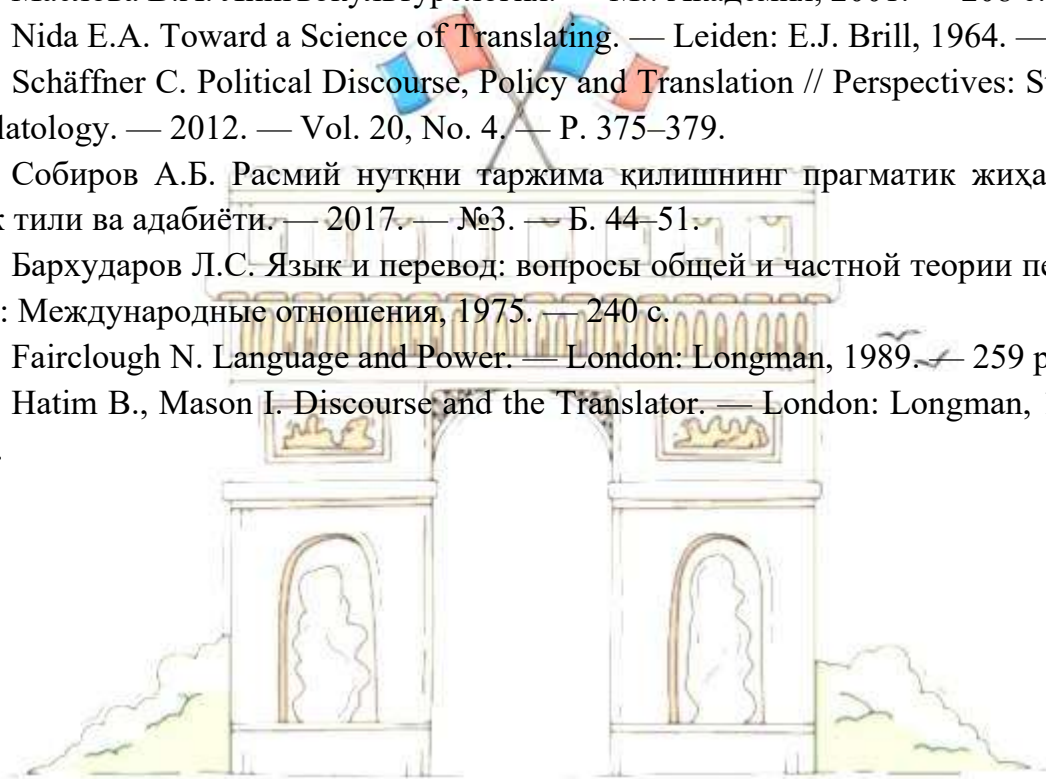 Nida E.A. Toward a Science of Translating. — Leiden: E.J. Brill, 1964. —
Schäffner C. Political Discourse, Policy and Translation // Perspectives: S
latology. — 2012. — Vol. 20, No. 4. — P. 375–379.
Собиров А.Б. Расмий нутқни таржима қилишнинг прагматик жиҳа
к тили ва адабиёти. — 2017. — №3. — Б. 44–51.
Бархударов Л.С. Язык и перевод: вопросы общей и частной теории пе
: Международные отношения, 1975. — 240 с.
Fairclough N. Language and Power. — London: Longman, 1989. — 259 p
Hatim B., Mason I. Discourse and the Translator. — London: Longman,
.